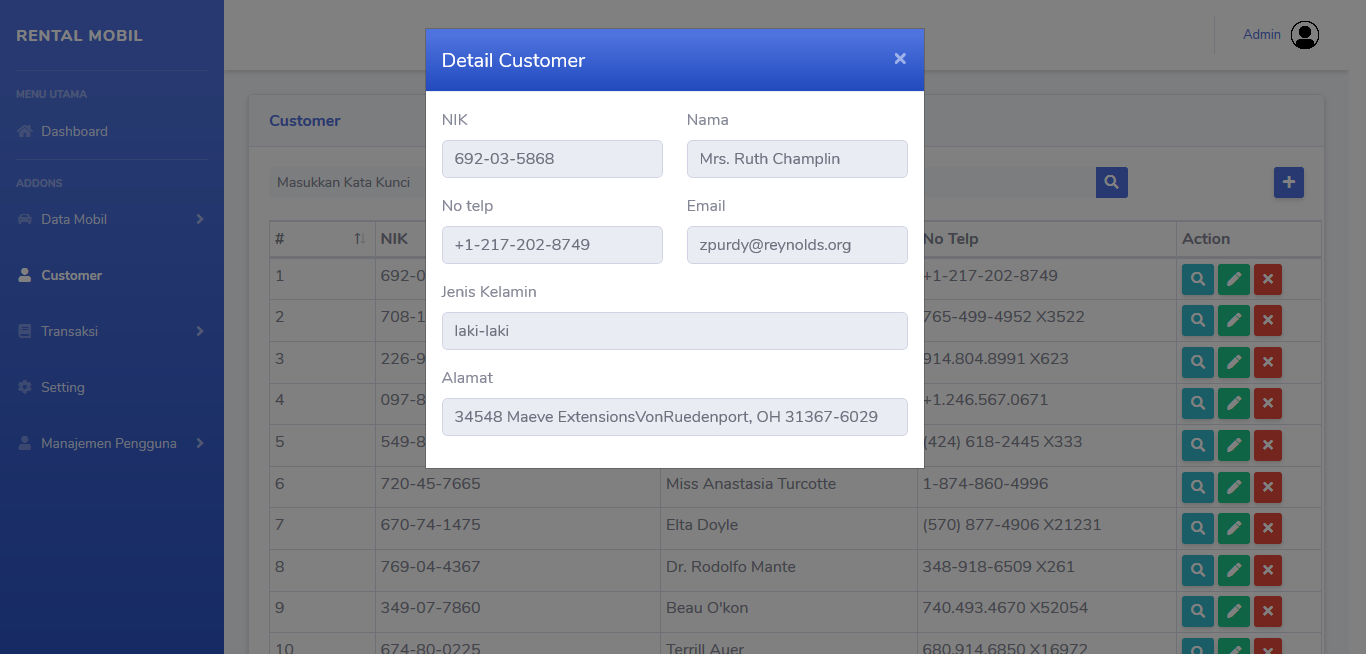 RENTAL MOBIL
Admin
MENU UTAMA
Dashboard
ADDONS
Data Mobil
Customer
Transaksi
Setting
Manajemen Pengguna
Detail Customer ×
NIK Nama
692-03-5868 Mrs. Ruth Champlin
No telp Email
+1-217-202-8749 zpurdy@reynolds.org
Jenis Kelamin
laki-laki
Alamat
34548 Maeve ExtensionsVonRuedenport, OH 31367-6029
Customer
Masukkan Kata Kunci
# NIK No Telp Action
1 692-0 +1-217-202-8749
2 708-1 765-499-4952 X3522
3 226-9 914.804.8991 X623
4 097-8 +1.246.567.0671
5 549-8 (424) 618-2445 X333
6 720-45-7665 Miss Anastasia Turcotte 1-874-860-4996
7 670-74-1475 Elta Doyle (570) 877-4906 X21231
8 769-04-4367 Dr. Rodolfo Mante 348-918-6509 X261
9 349-07-7860 Beau O'kon 740.493.4670 X52054
10 674-80-0225 Terrill Auer 680.914.6850 X16972